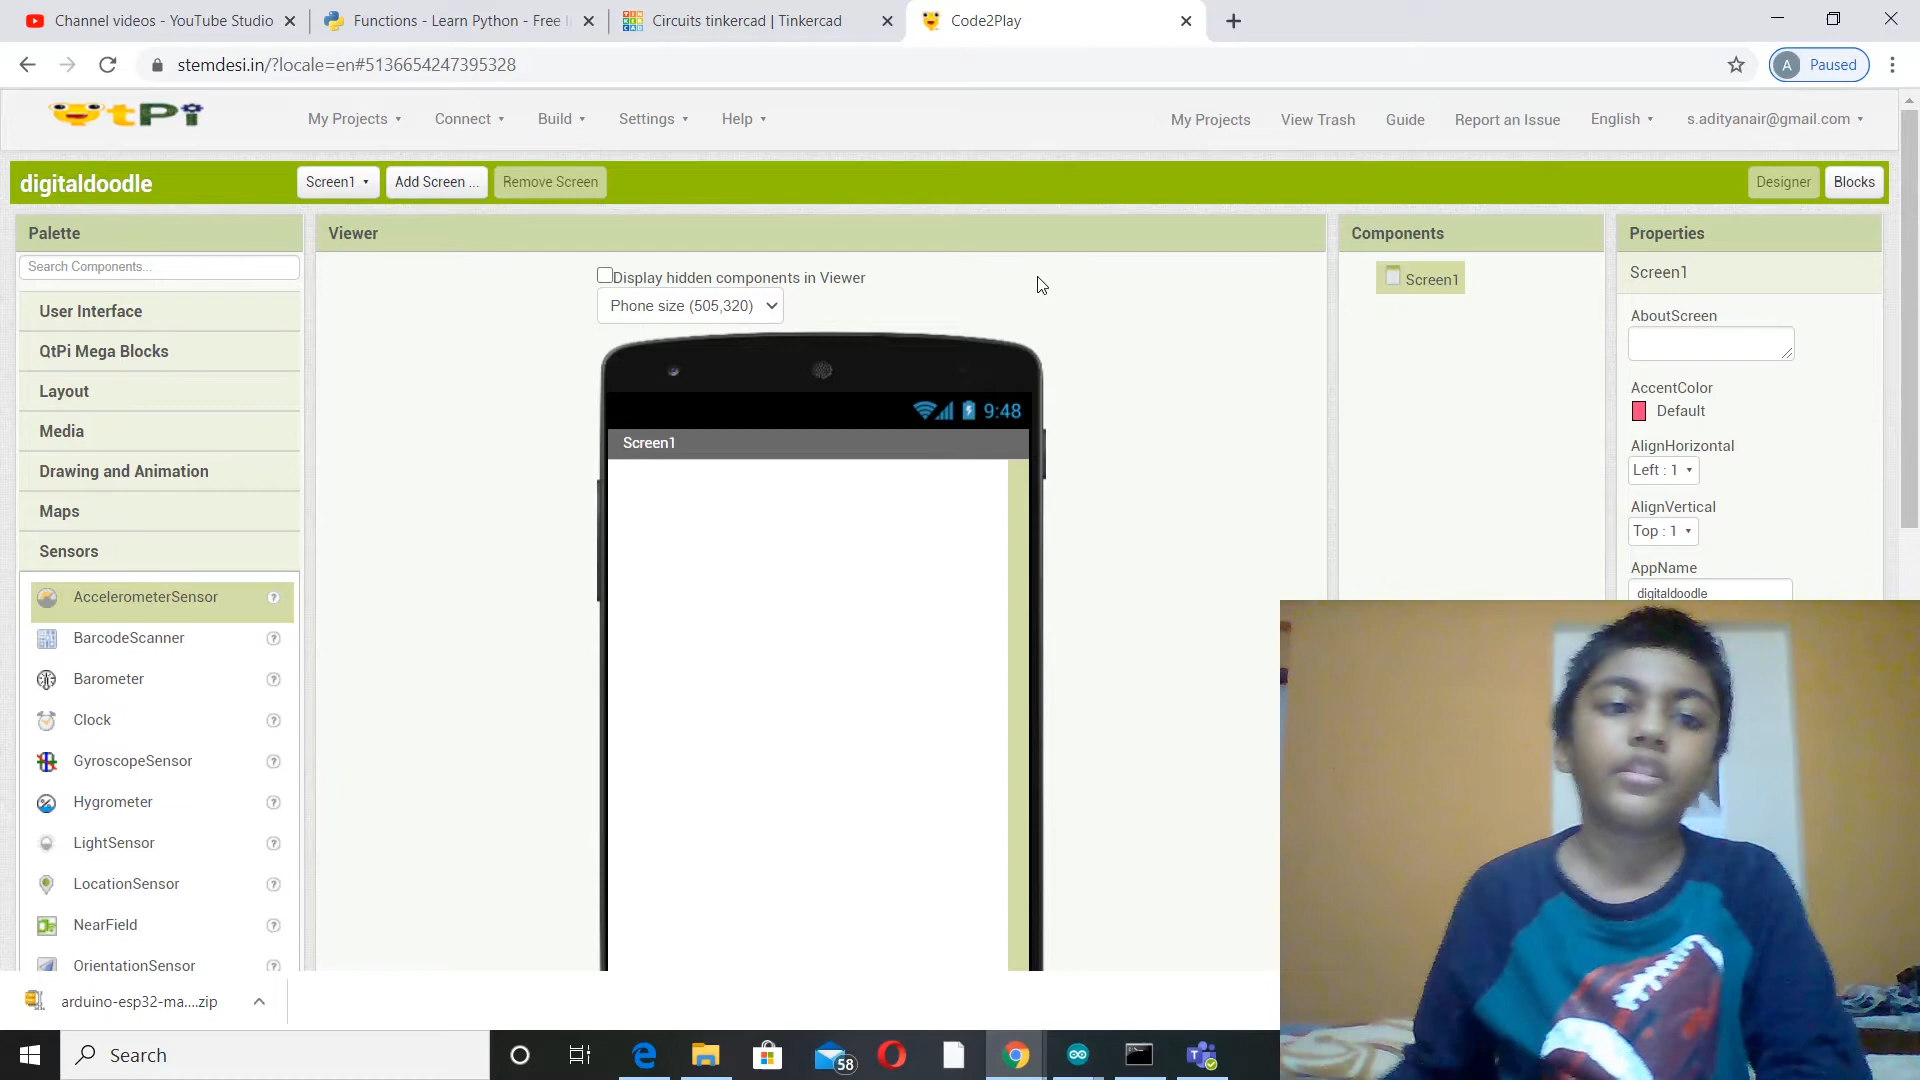 Channel videos - YouTube Studio
Functions - Learn Python - Free I
Circuits tinkercad | Tinkercad
Code2Play
stemdesi.in/?locale=en#5136654247395328
A Paused
QtPi
My Projects
Connect
Build
Settings
Help
My Projects
View Trash
Guide
Report an Issue
English
s.adityanair@gmail.com
digitaldoodle
Screen1
Add Screen ...
Remove Screen
Designer
Blocks
Palette
Search Components...
User Interface
QtPi Mega Blocks
Layout
Media
Drawing and Animation
Maps
Sensors
AccelerometerSensor ?
BarcodeScanner ?
Barometer ?
Clock ?
GyroscopeSensor ?
Hygrometer ?
LightSensor ?
LocationSensor ?
NearField ?
OrientationSensor ?
Viewer
Display hidden components in Viewer
Phone size (505,320)
9:48
Screen1
Components
Screen1
Properties
Screen1
AboutScreen
AccentColor
Default
AlignHorizontal
Left : 1
AlignVertical
Top : 1
AppName
digitaldoodle
arduino-esp32-ma....zip
Search
58